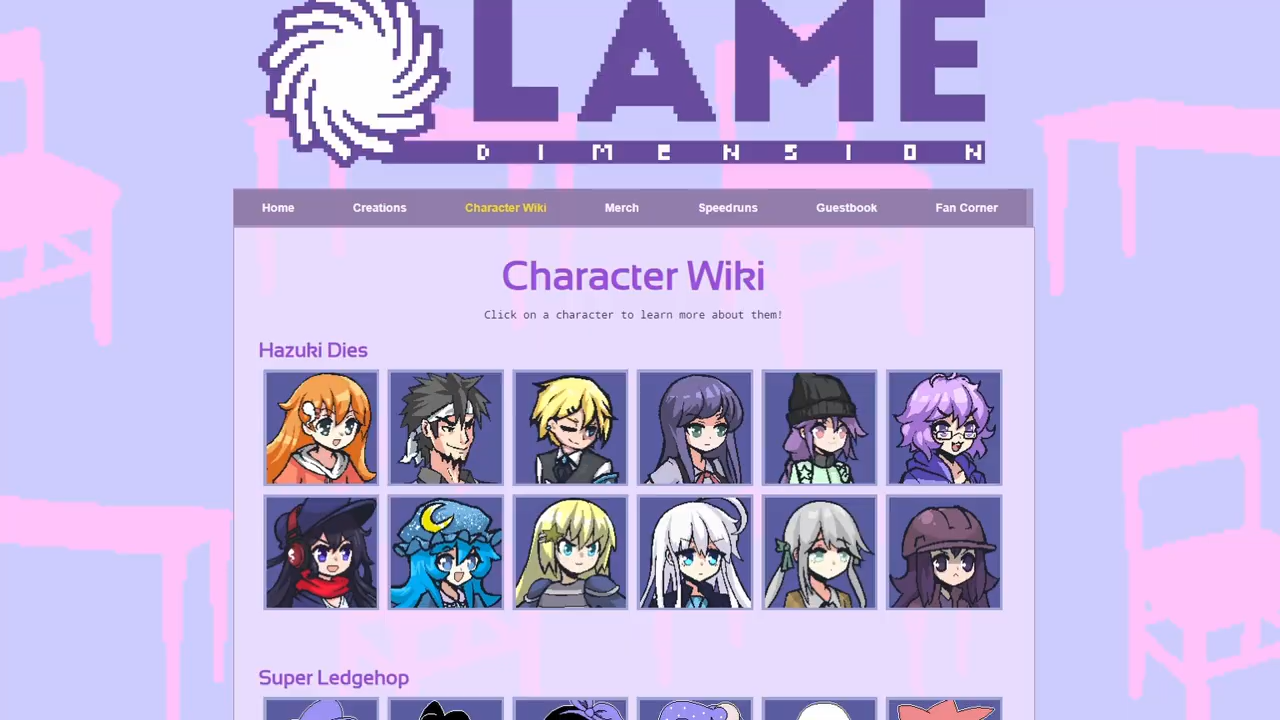 LAME
DIMENSION
Home Creations Character Wiki Merch Speedruns Guestbook Fan Corner
Character Wiki
Click on a character to learn more about them!
Hazuki Dies
Super Ledgehop